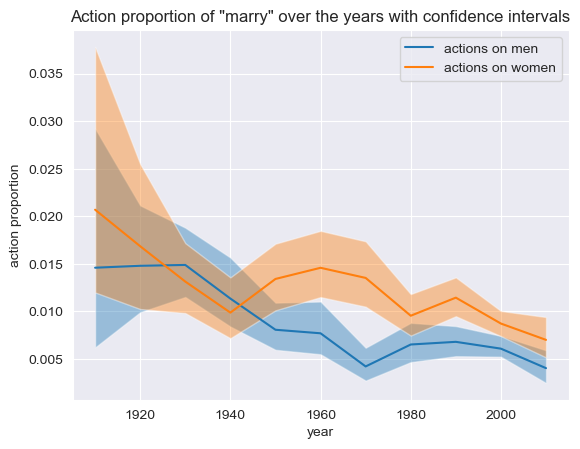 Action proportion of "marry" over the years with confidence intervals
actions on men
actions on women
0.035
0.030
0.025
0.020
0.015
0.010
0.005
action proportion
1920
1940
1960
1980
2000
year